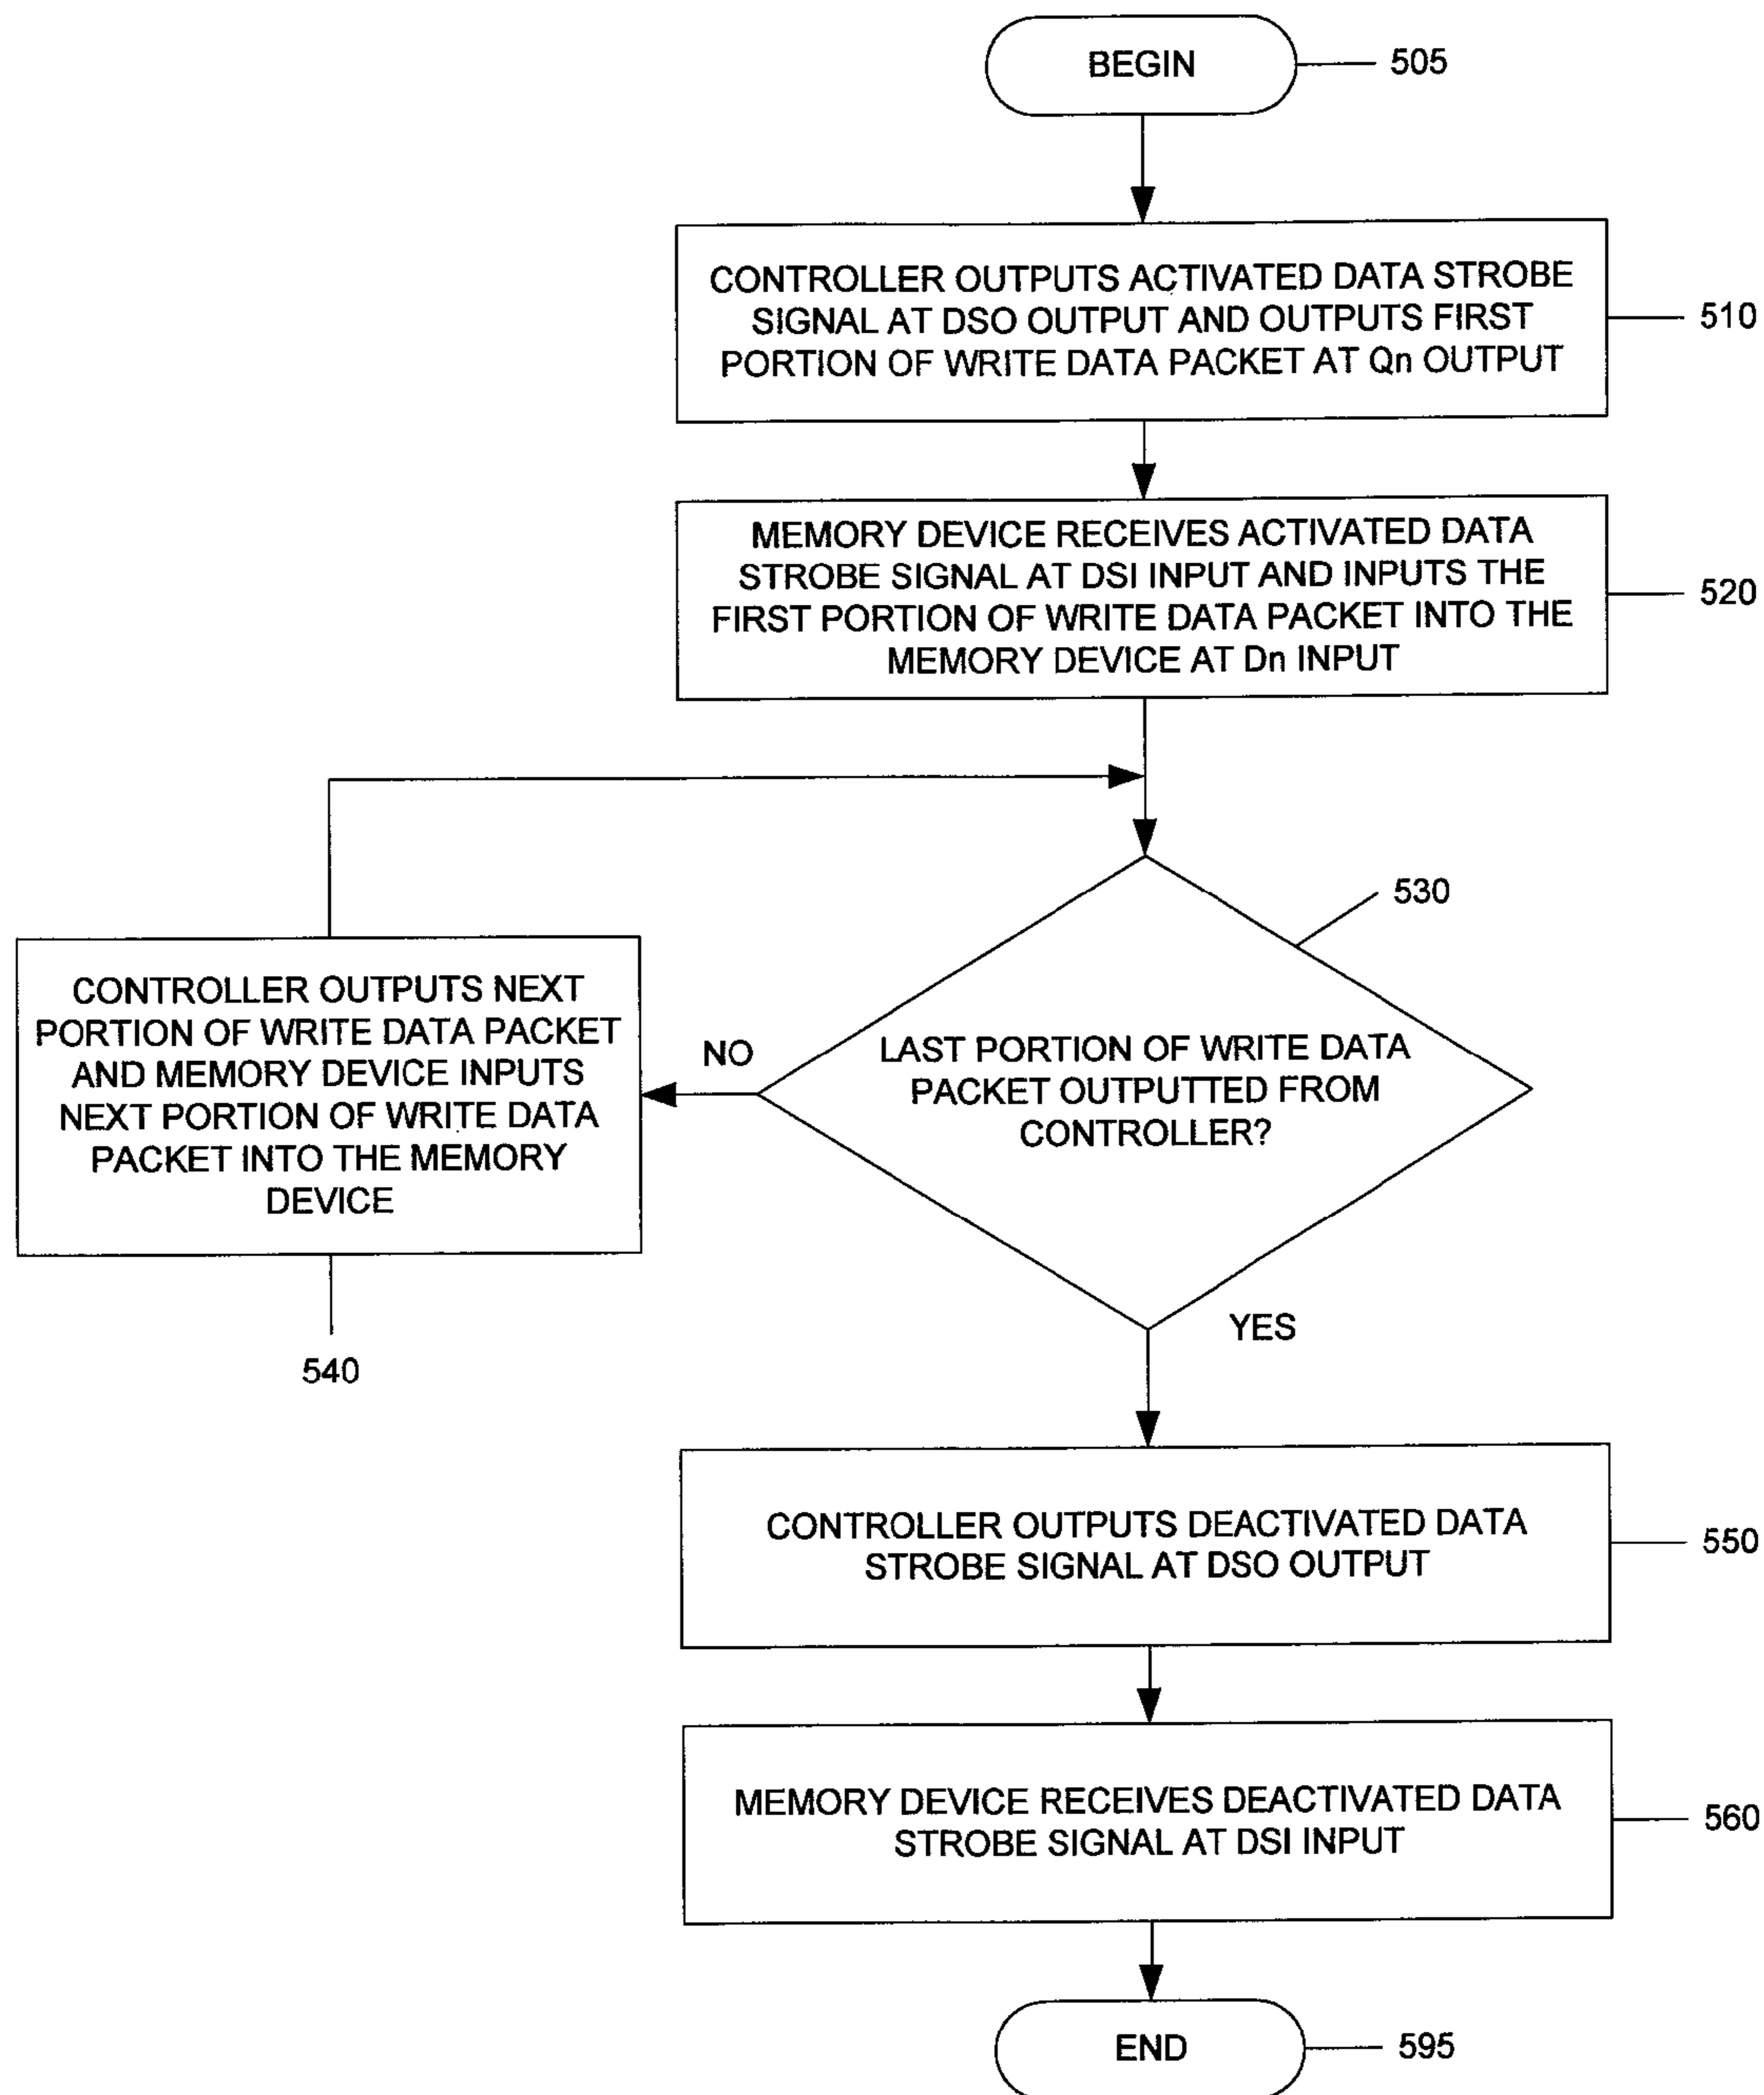 BEGIN
505
CONTROLLER OUTPUTS ACTIVATED DATA STROBE
SIGNAL AT DSO OUTPUT AND OUTPUTS FIRST
PORTION OF WRITE DATA PACKET AT Qn OUTPUT
510
MEMORY DEVICE RECEIVES ACTIVATED DATA
STROBE SIGNAL AT DSI INPUT AND INPUTS THE
FIRST PORTION OF WRITE DATA PACKET INTO THE
MEMORY DEVICE AT Dn INPUT
520
530
CONTROLLER OUTPUTS NEXT
PORTION OF WRITE DATA PACKET
AND MEMORY DEVICE INPUTS
NEXT PORTION OF WRITE DATA
PACKET INTO THE MEMORY
DEVICE
540
NO
LAST PORTION OF WRITE DATA
PACKET OUTPUTTED FROM
CONTROLLER?
YES
CONTROLLER OUTPUTS DEACTIVATED DATA
STROBE SIGNAL AT DSO OUTPUT
550
MEMORY DEVICE RECEIVES DEACTIVATED DATA
STROBE SIGNAL AT DSI INPUT
560
END
595